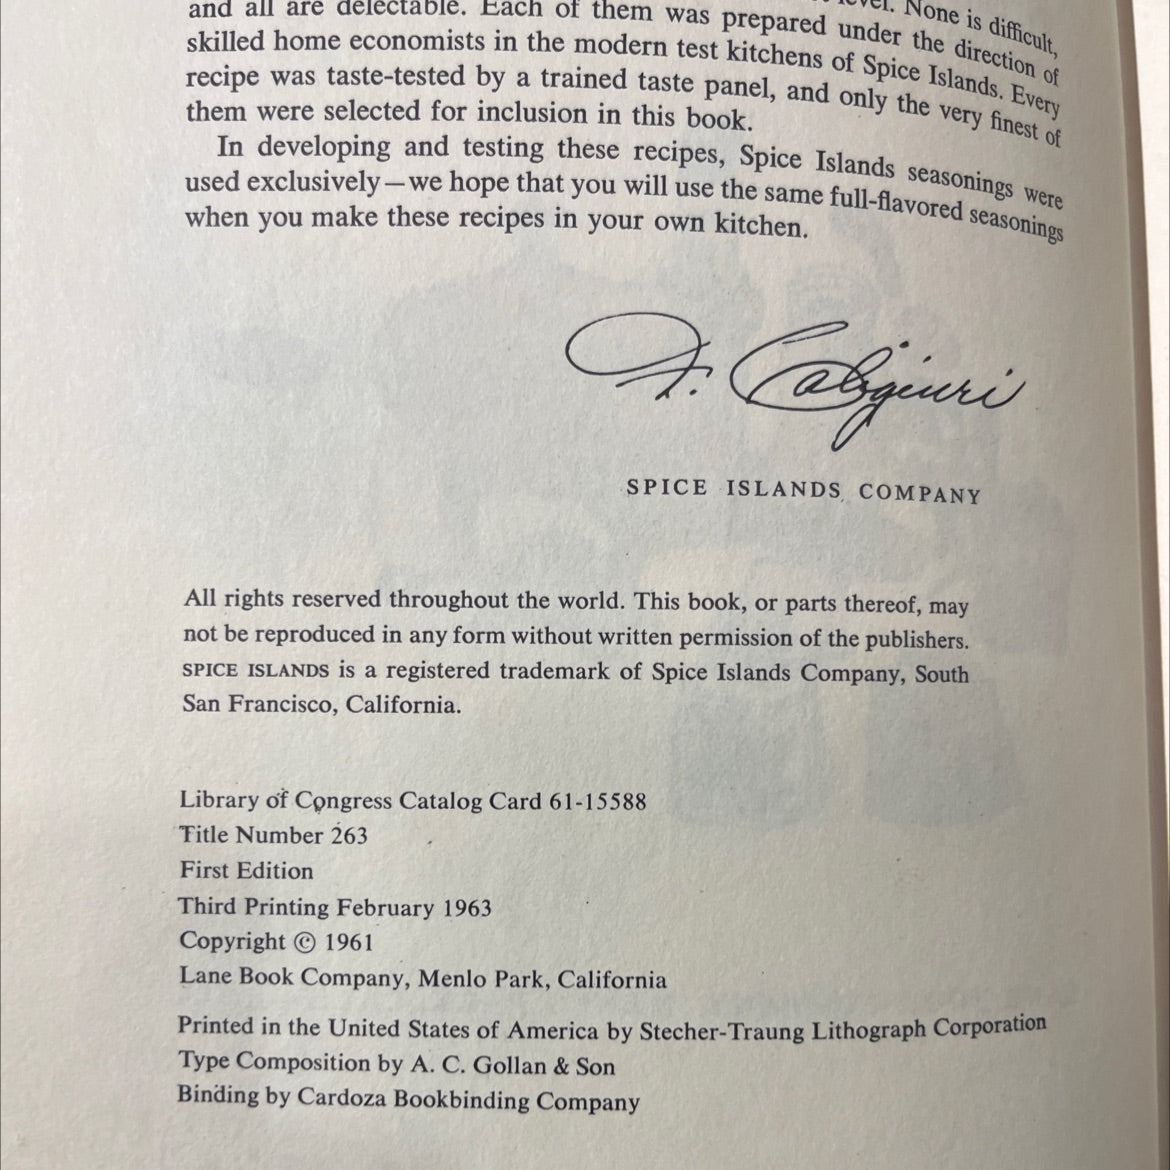 level. None is difficult,
and all are delectable. Each of them was prepared under the direction of
skilled home economists in the modern test kitchens of Spice Islands. Every
recipe was taste-tested by a trained taste panel, and only the very finest of
them were selected for inclusion in this book.
In developing and testing these recipes, Spice Islands seasonings were
used exclusively—we hope that you will use the same full-flavored seasonings
when you make these recipes in your own kitchen.
F. Caligiuri
SPICE ISLANDS COMPANY
All rights reserved throughout the world. This book, or parts thereof, may
not be reproduced in any form without written permission of the publishers.
SPICE ISLANDS is a registered trademark of Spice Islands Company, South
San Francisco, California.
Library of Congress Catalog Card 61-15588
Title Number 263
First Edition
Third Printing February 1963
Copyright © 1961
Lane Book Company, Menlo Park, California
Printed in the United States of America by Stecher-Traung Lithograph Corporation
Type Composition by A. C. Gollan & Son
Binding by Cardoza Bookbinding Company